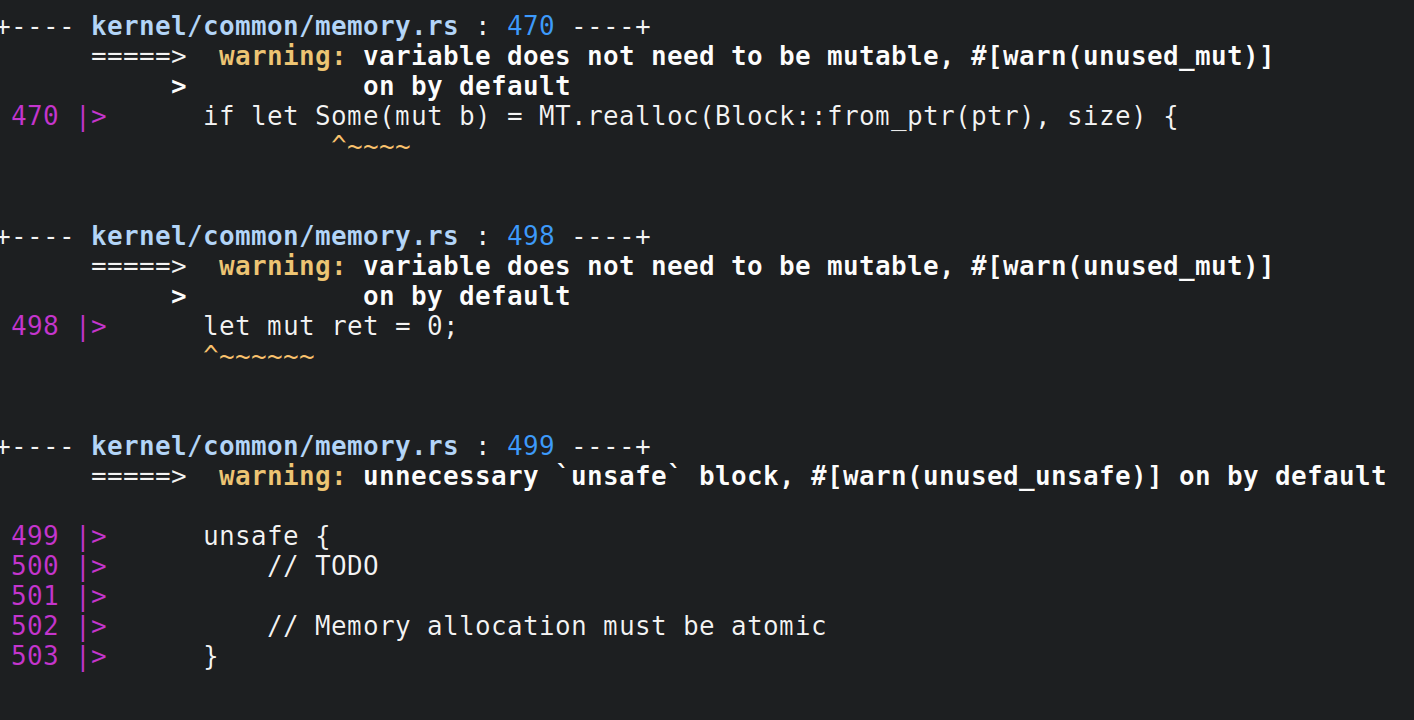 +---- kernel/common/memory.rs : 470 ----+
=====> warning: variable does not need to be mutable, #[warn(unused_mut)]
> on by default
470 |> if let Some(mut b) = MT.realloc(Block::from_ptr(ptr), size) {
^~~~~
+---- kernel/common/memory.rs : 498 ----+
=====> warning: variable does not need to be mutable, #[warn(unused_mut)]
> on by default
498 |> let mut ret = 0;
^~~~~~~
+---- kernel/common/memory.rs : 499 ----+
=====> warning: unnecessary `unsafe` block, #[warn(unused_unsafe)] on by default
499 |> unsafe {
500 |> // TODO
501 |>
502 |> // Memory allocation must be atomic
503 |> }